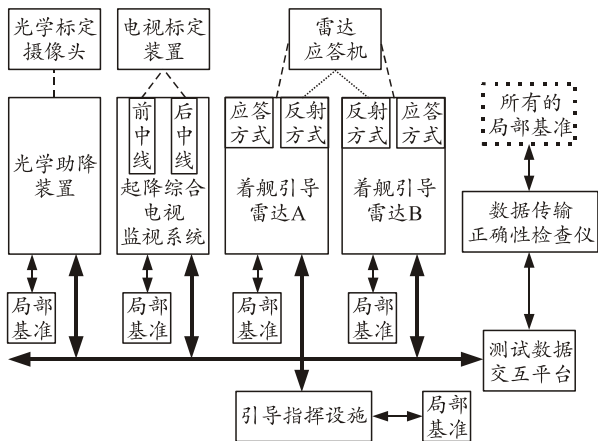 光学标定
摄像头
电视标定
装置
雷达
应答机
所有的
局部基准
光学助降
装置
前中线
后中线
起降综合
电视
监视系统
应答
方式
反射
方式
着舰引导
雷达A
反射
方式
应答
方式
着舰引导
雷达B
数据传输
正确性检查仪
局部
基准
局部
基准
局部
基准
局部
基准
测试数据
交互平台
引导指挥设施
局部
基准